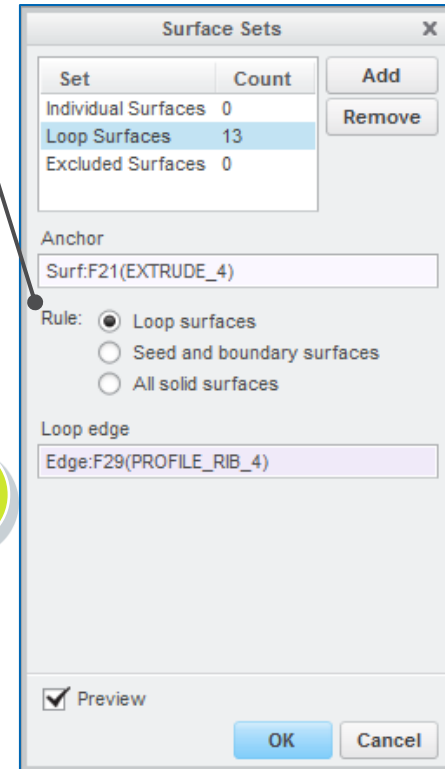 Surface Sets X
Set Count Add
Individual Surfaces 0 Remove
Loop Surfaces 13
Excluded Surfaces 0
Anchor
Surf:F21(EXTRUDE_4)
Rule: Loop surfaces
Seed and boundary surfaces
All solid surfaces
Loop edge
Edge:F29(PROFILE_RIB_4)
Preview
OK Cancel